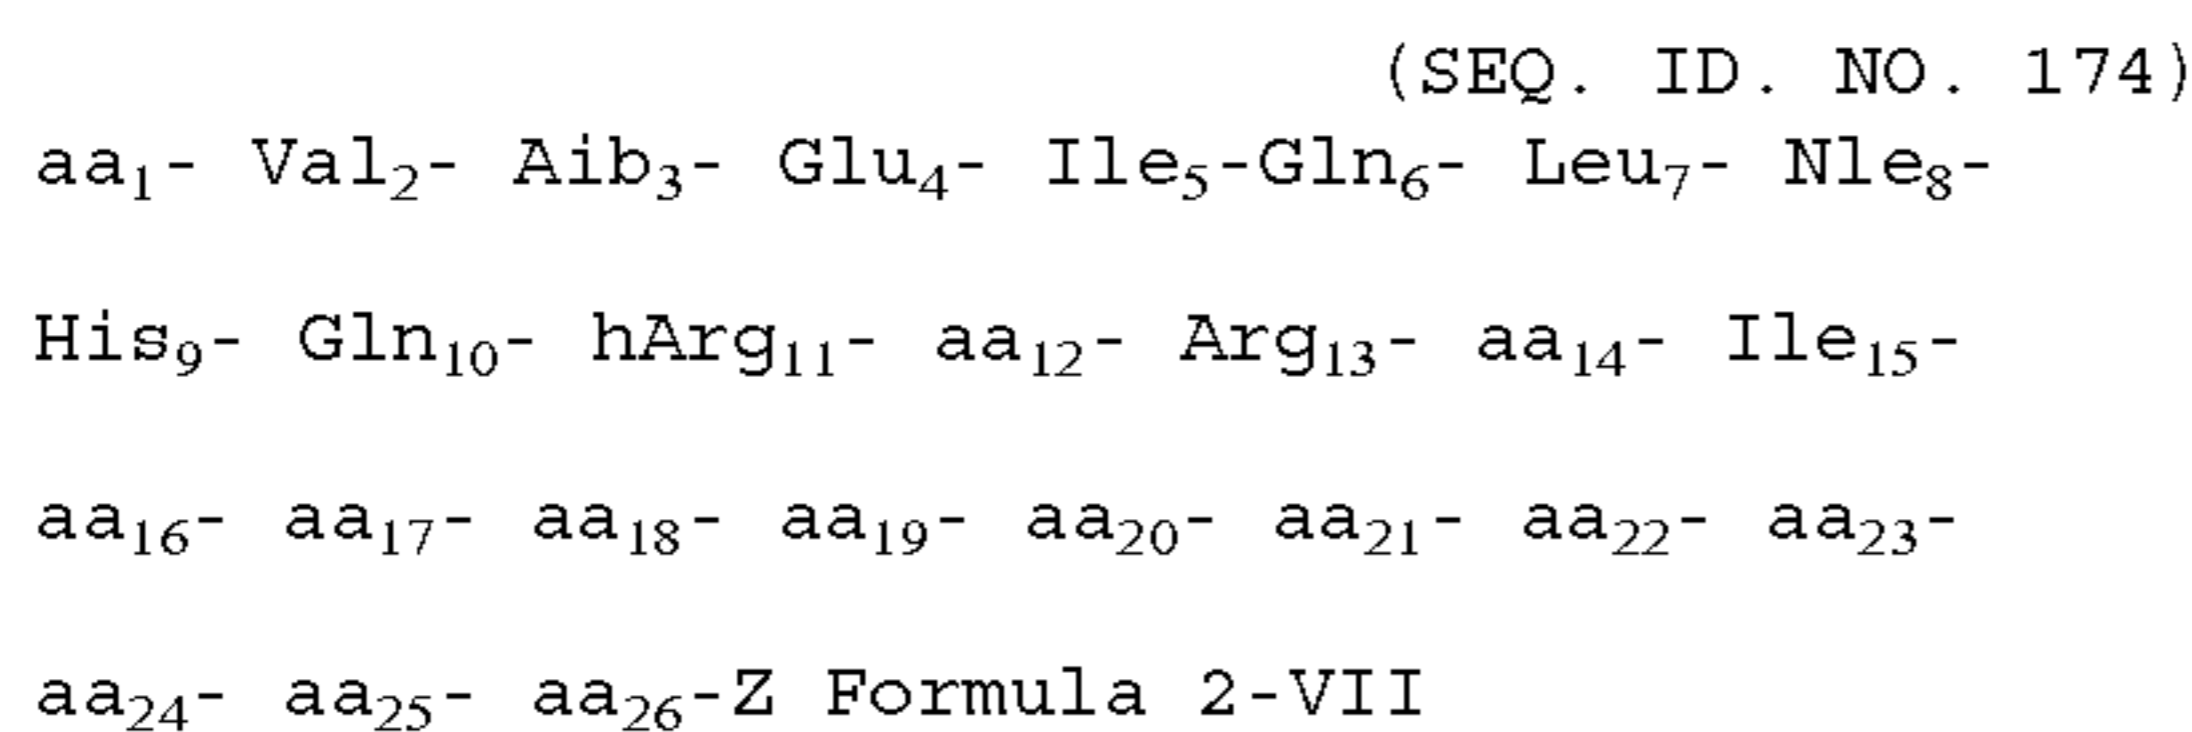 (SEQ. ID. NO. 174)
aa₁- Val₂- Aib₃- Glu₄- Ile₅-Gln₆- Leu₇- Nle₈-
His₉- Gln₁₀- hArg₁₁- aa₁₂- Arg₁₃- aa₁₄- Ile₁₅-
aa₁₆- aa₁₇- aa₁₈- aa₁₉- aa₂₀- aa₂₁- aa₂₂- aa₂₃-
aa₂₄- aa₂₅- aa₂₆-Z Formula 2-VII